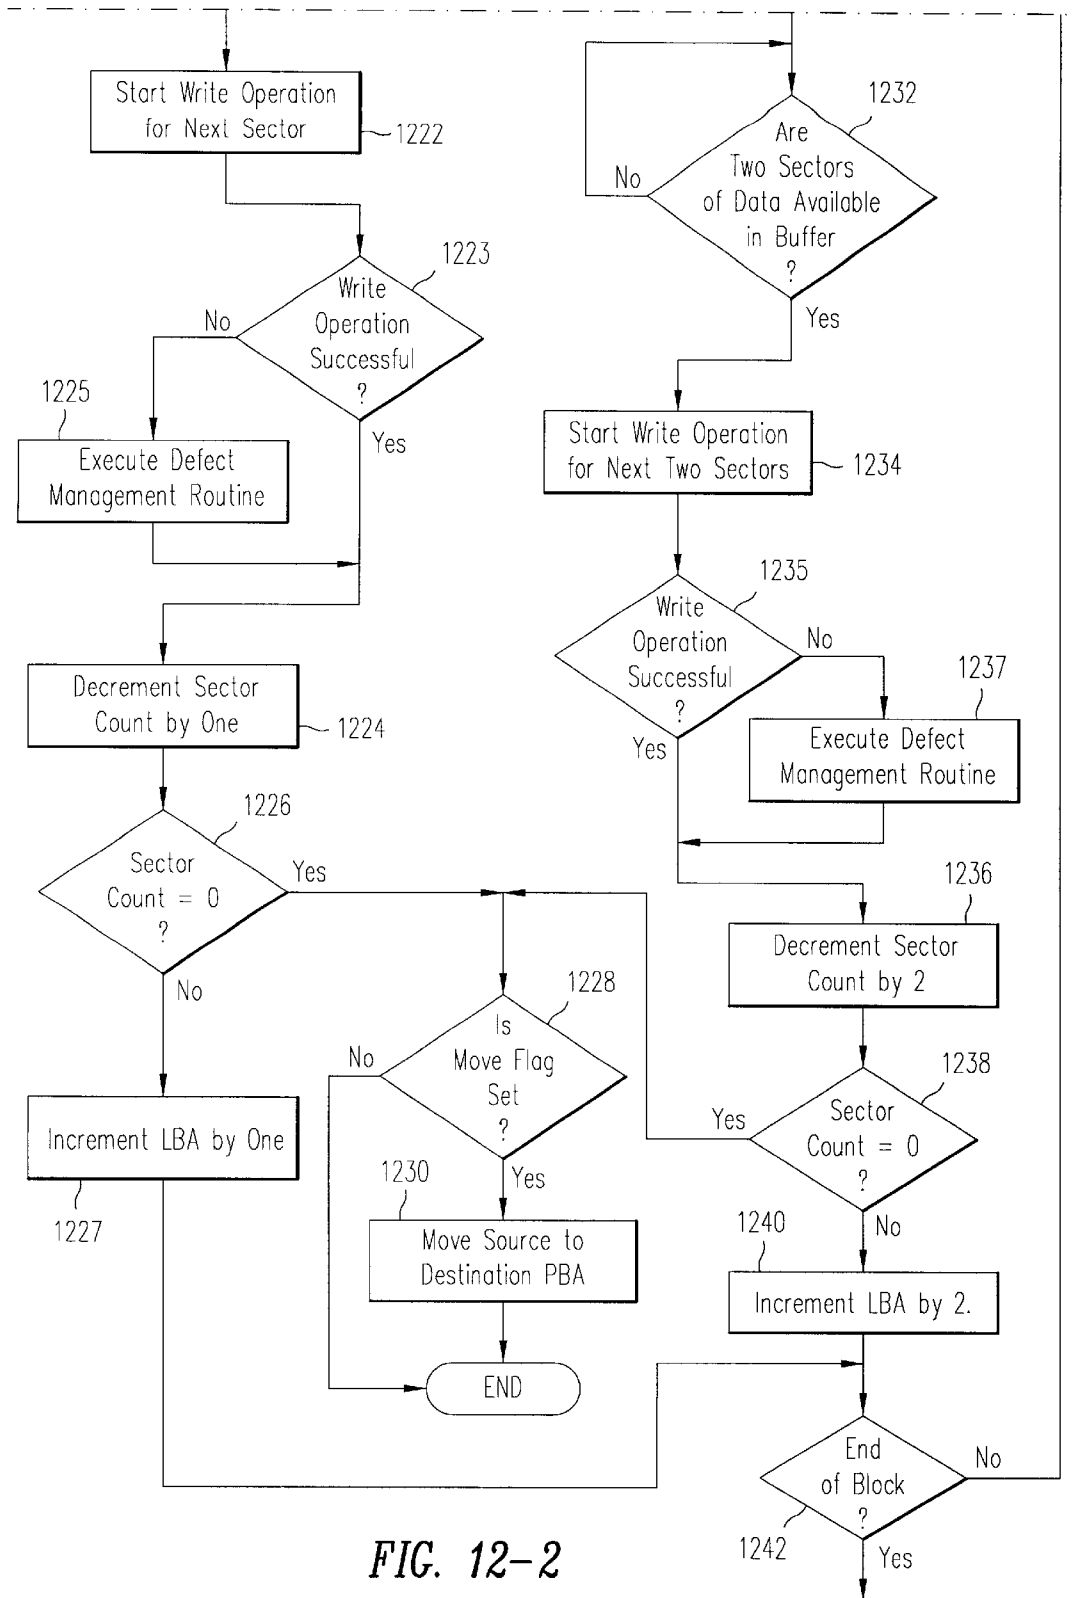 Start Write Operation
for Next Sector
1222
1223
Write
Operation
Successful
?
No
Yes
1225
Execute Defect
Management Routine
Decrement Sector
Count by One
1224
1226
Sector
Count = 0
?
Yes
No
Increment LBA by One
1227
1228
Is
Move Flag
Set
?
No
Yes
1230
Move Source to
Destination PBA
END
1232
Are
Two Sectors
of Data Available
in Buffer
?
No
Yes
Start Write Operation
for Next Two Sectors
1234
1235
Write
Operation
Successful
?
No
Yes
1237
Execute Defect
Management Routine
1236
Decrement Sector
Count by 2
1238
Sector
Count = 0
?
Yes
No
1240
Increment LBA by 2.
End
of Block
?
No
1242
Yes
FIG. 12-2